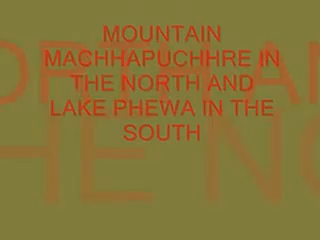 MOUNTAIN
MACHHAPUCHHRE IN
THE NORTH AND
LAKE PHEWA IN THE
SOUTH